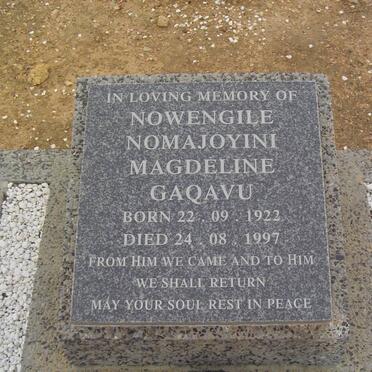 IN LOVING MEMORY OF
NOWENGILE
NOMAJOYINI
MAGDELINE
GAQAVU
BORN 22 . 09 . 1922
DIED 24 . 08 . 1997
FROM HIM WE CAME AND TO HIM
WE SHALL RETURN
MAY YOUR SOUL REST IN PEACE